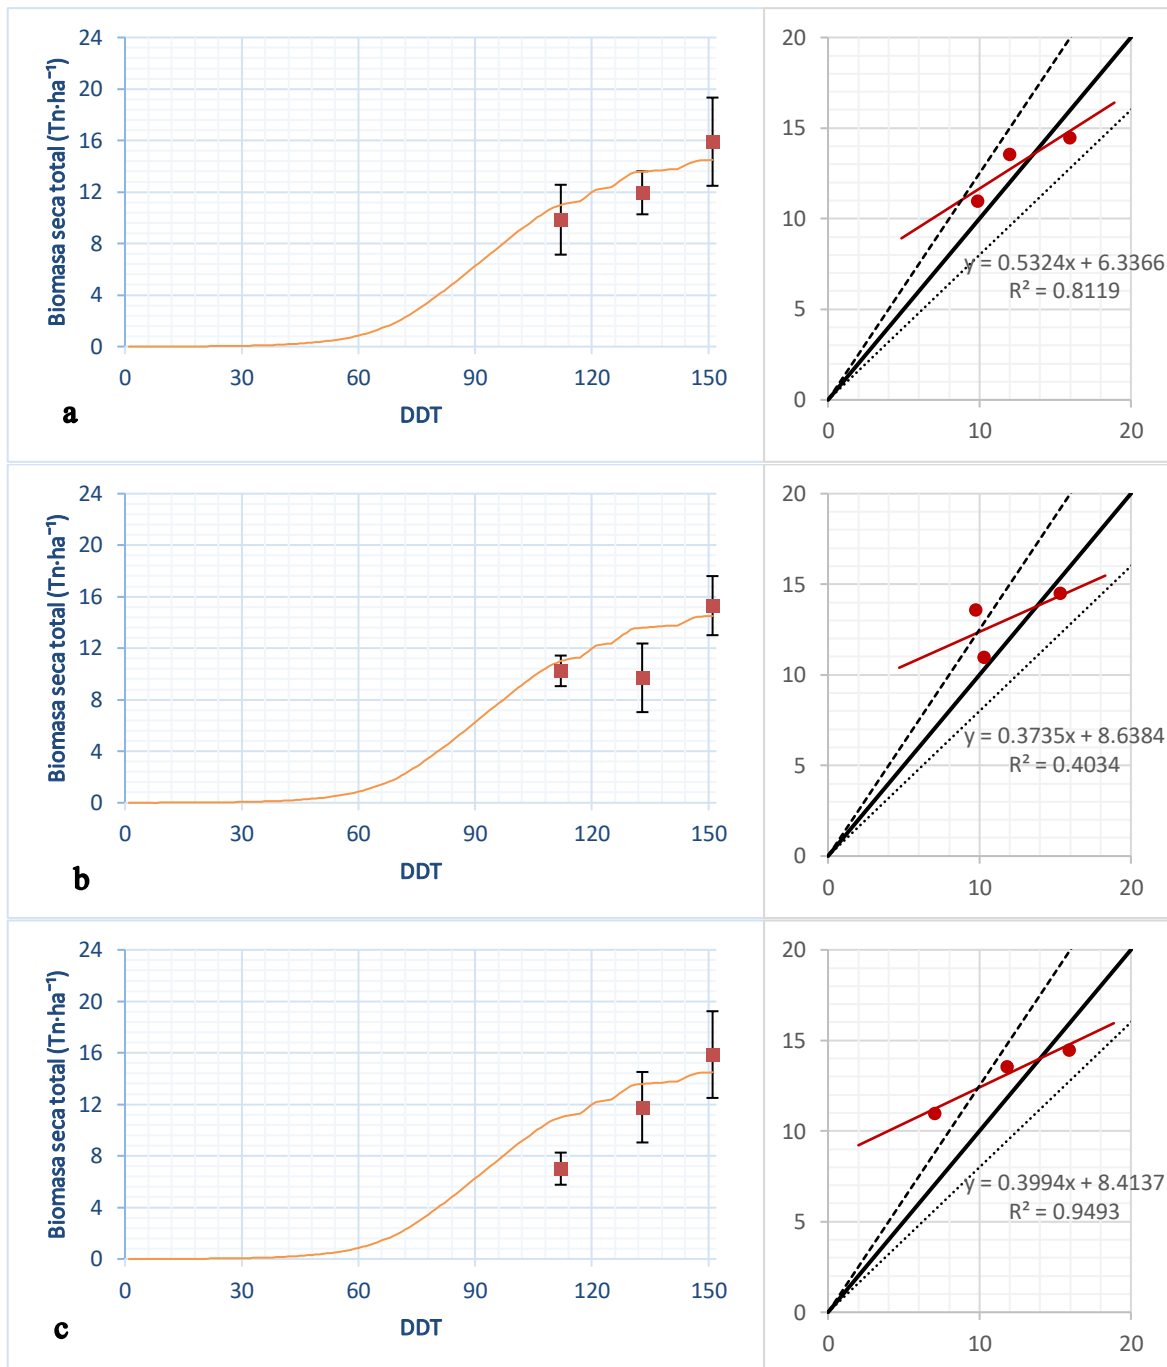 Biomasa seca total (Tn·ha⁻¹)
24
20
16
12
8
4
0
0 30 60 90 120 150
DDT
a
20
15
10
5
0
0 10 20
y = 0.5324x + 6.3366
R² = 0.8119
Biomasa seca total (Tn·ha⁻¹)
24
20
16
12
8
4
0
0 30 60 90 120 150
DDT
b
20
15
10
5
0
0 10 20
y = 0.3735x + 8.6384
R² = 0.4034
Biomasa seca total (Tn·ha⁻¹)
24
20
16
12
8
4
0
0 30 60 90 120 150
DDT
c
20
15
10
5
0
0 10 20
y = 0.3994x + 8.4137
R² = 0.9493